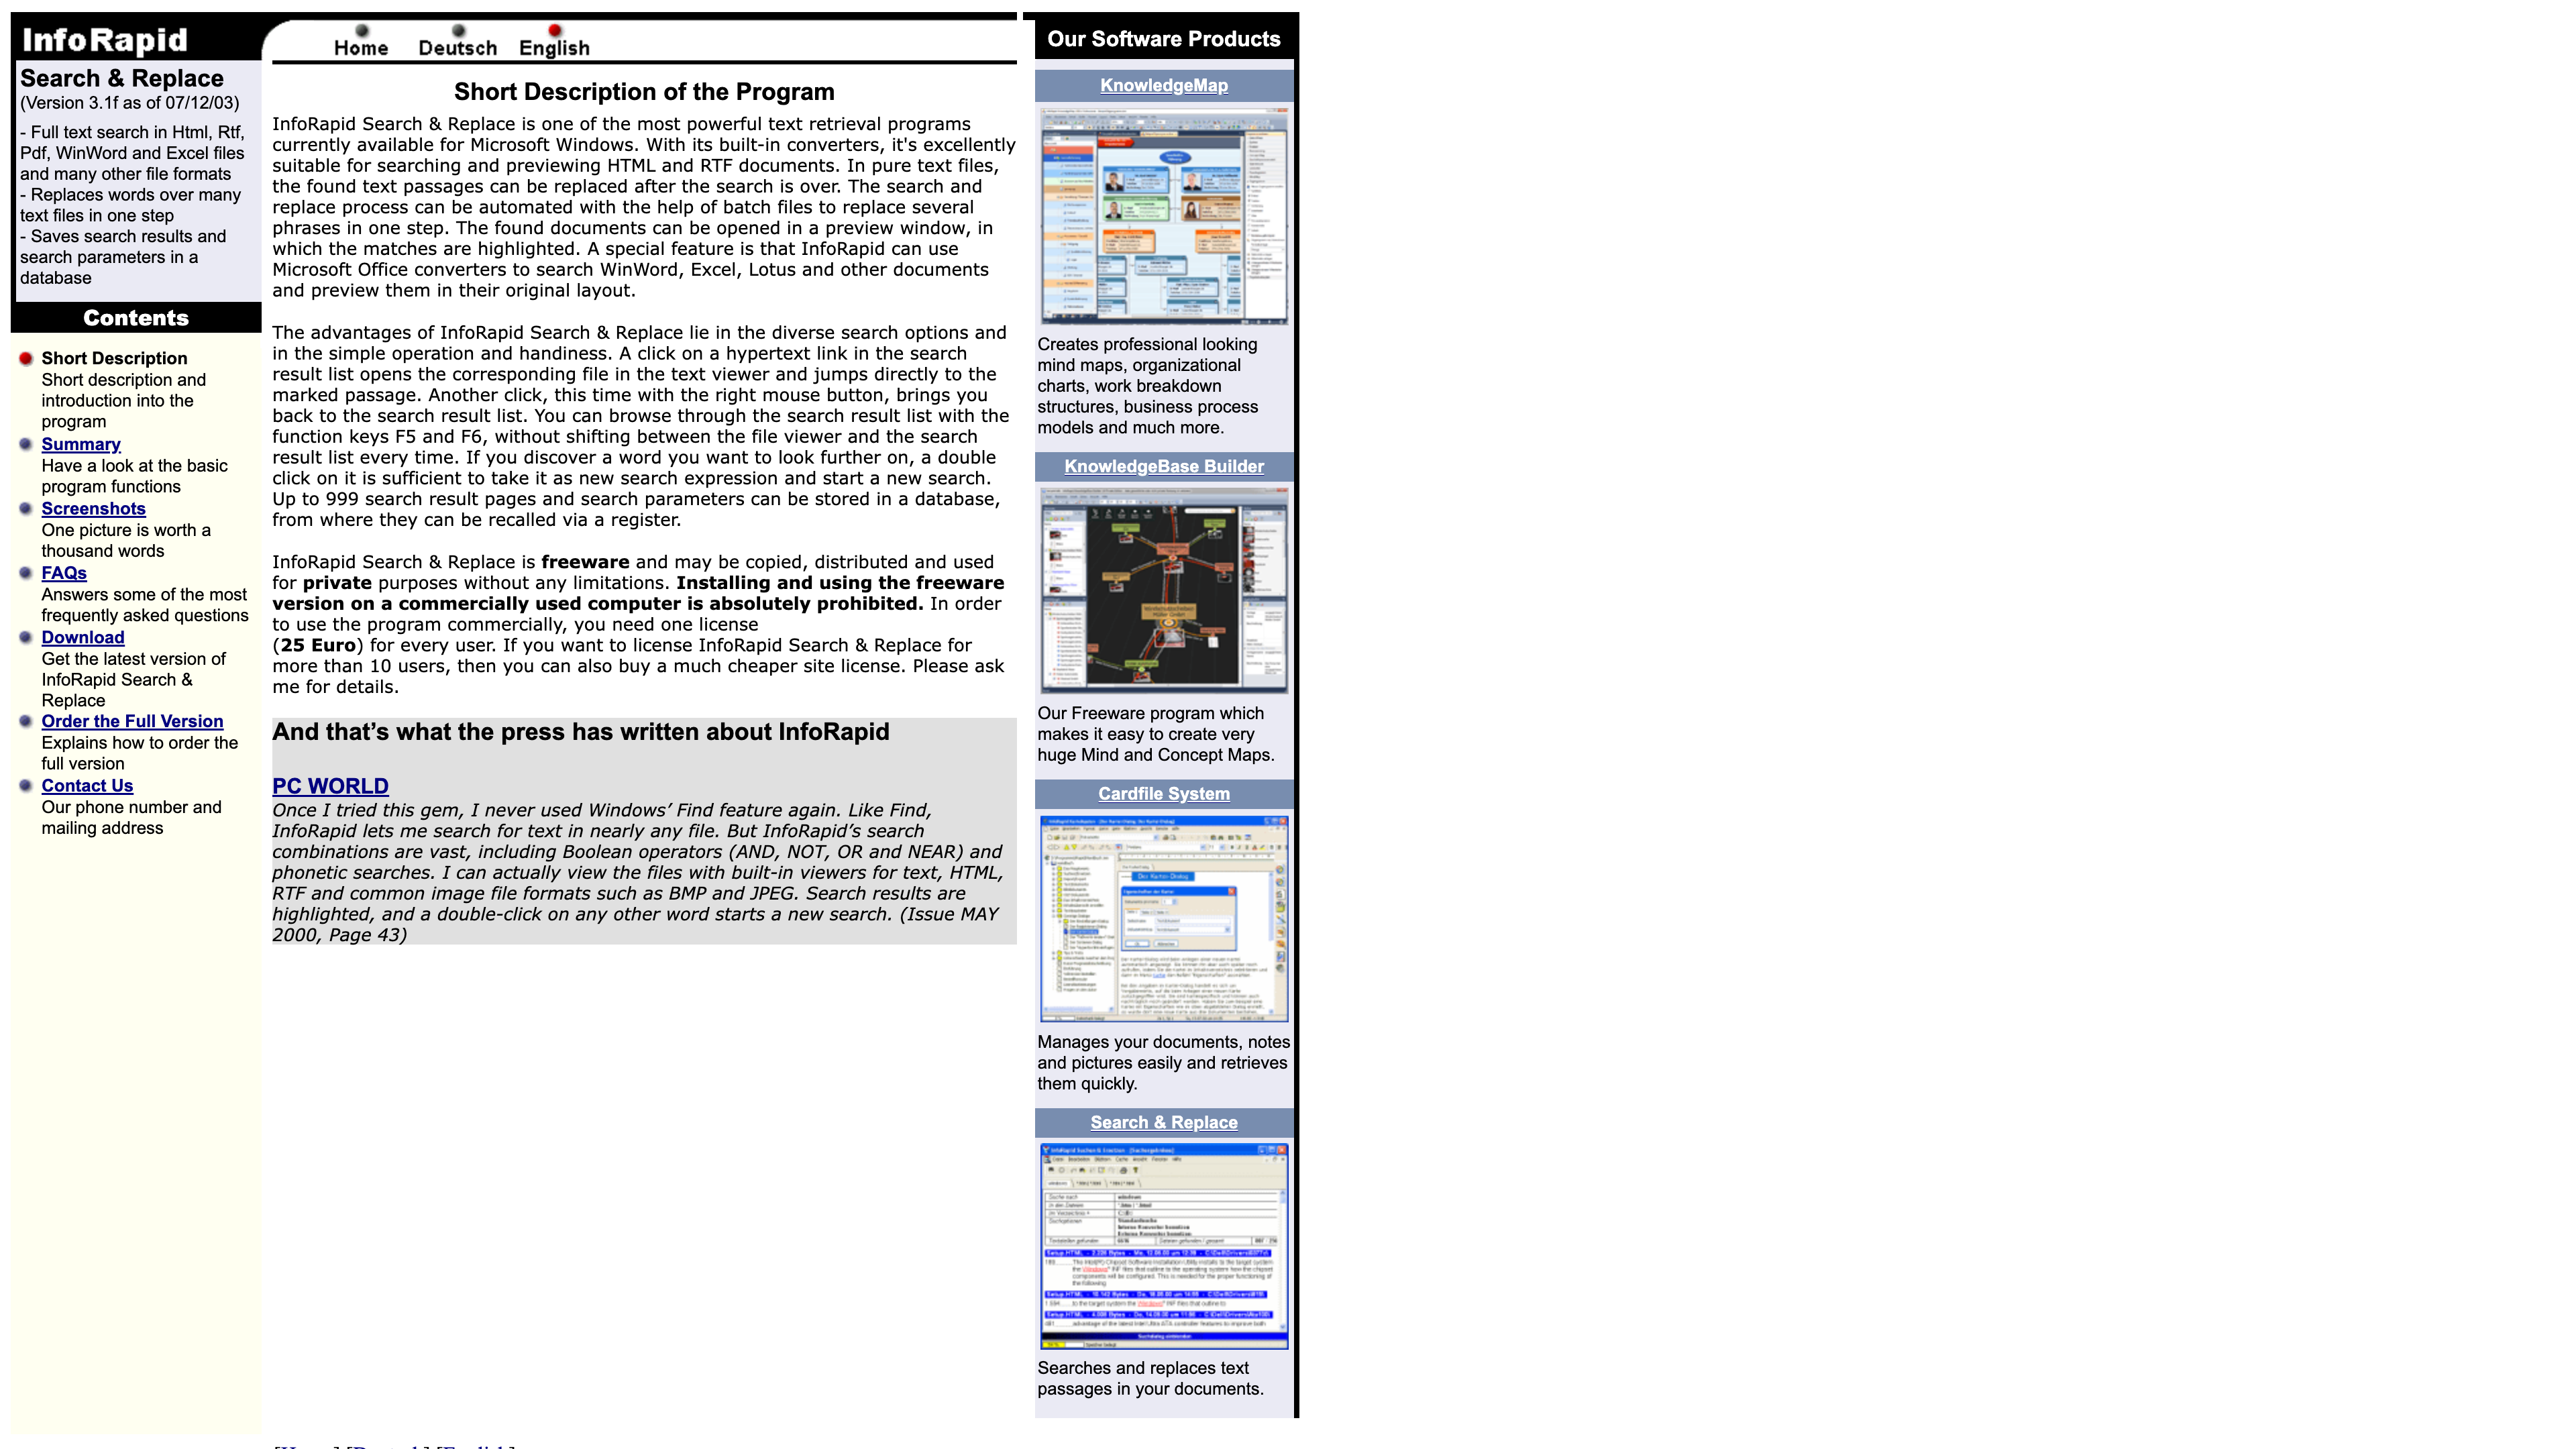 InfoRapid
Search & Replace
(Version 3.1f as of 07/12/03)
- Full text search in Html, Rtf,
Pdf, WinWord and Excel files
and many other file formats
- Replaces words over many
text files in one step
- Saves search results and
search parameters in a
database
Contents
Short Description
Short description and
introduction into the
program
Summary
Have a look at the basic
program functions
Screenshots
One picture is worth a
thousand words
FAQs
Answers some of the most
frequently asked questions
Download
Get the latest version of
InfoRapid Search &
Replace
Order the Full Version
Explains how to order the
full version
Contact Us
Our phone number and
mailing address
Home Deutsch English
Short Description of the Program
InfoRapid Search & Replace is one of the most powerful text retrieval programs
currently available for Microsoft Windows. With its built-in converters, it's excellently
suitable for searching and previewing HTML and RTF documents. In pure text files,
the found text passages can be replaced after the search is over. The search and
replace process can be automated with the help of batch files to replace several
phrases in one step. The found documents can be opened in a preview window, in
which the matches are highlighted. A special feature is that InfoRapid can use
Microsoft Office converters to search WinWord, Excel, Lotus and other documents
and preview them in their original layout.
The advantages of InfoRapid Search & Replace lie in the diverse search options and
in the simple operation and handiness. A click on a hypertext link in the search
result list opens the corresponding file in the text viewer and jumps directly to the
marked passage. Another click, this time with the right mouse button, brings you
back to the search result list. You can browse through the search result list with the
function keys F5 and F6, without shifting between the file viewer and the search
result list every time. If you discover a word you want to look further on, a double
click on it is sufficient to take it as new search expression and start a new search.
Up to 999 search result pages and search parameters can be stored in a database,
from where they can be recalled via a register.
InfoRapid Search & Replace is freeware and may be copied, distributed and used
for private purposes without any limitations. Installing and using the freeware
version on a commercially used computer is absolutely prohibited. In order
to use the program commercially, you need one license
(25 Euro) for every user. If you want to license InfoRapid Search & Replace for
more than 10 users, then you can also buy a much cheaper site license. Please ask
me for details.
And that’s what the press has written about InfoRapid
PC WORLD
Once I tried this gem, I never used Windows’ Find feature again. Like Find,
InfoRapid lets me search for text in nearly any file. But InfoRapid’s search
combinations are vast, including Boolean operators (AND, NOT, OR and NEAR) and
phonetic searches. I can actually view the files with built-in viewers for text, HTML,
RTF and common image file formats such as BMP and JPEG. Search results are
highlighted, and a double-click on any other word starts a new search. (Issue MAY
2000, Page 43)
Our Software Products
KnowledgeMap
Creates professional looking
mind maps, organizational
charts, work breakdown
structures, business process
models and much more.
KnowledgeBase Builder
Our Freeware program which
makes it easy to create very
huge Mind and Concept Maps.
Cardfile System
Der Karten-Dialog
Manages your documents, notes
and pictures easily and retrieves
them quickly.
Search & Replace
Searches and replaces text
passages in your documents.